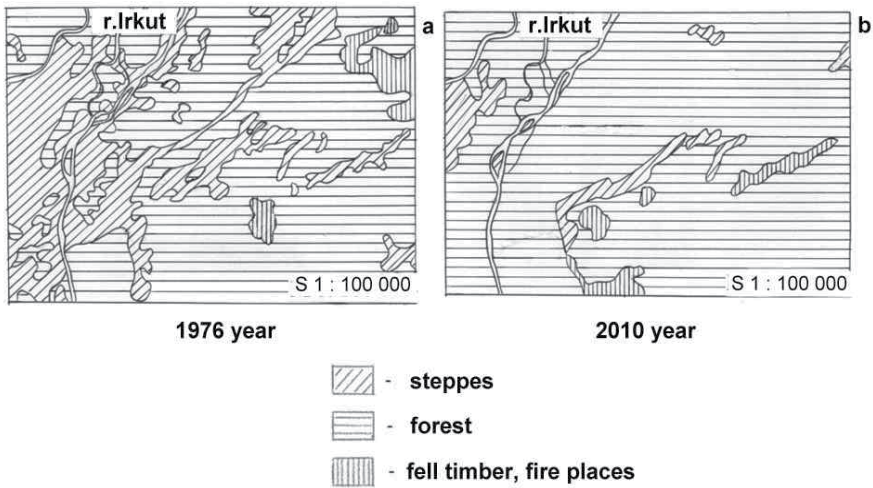 r.Irkut
a
S 1 : 100 000
1976 year
r.Irkut
b
S 1 : 100 000
2010 year
- steppes
- forest
- fell timber, fire places